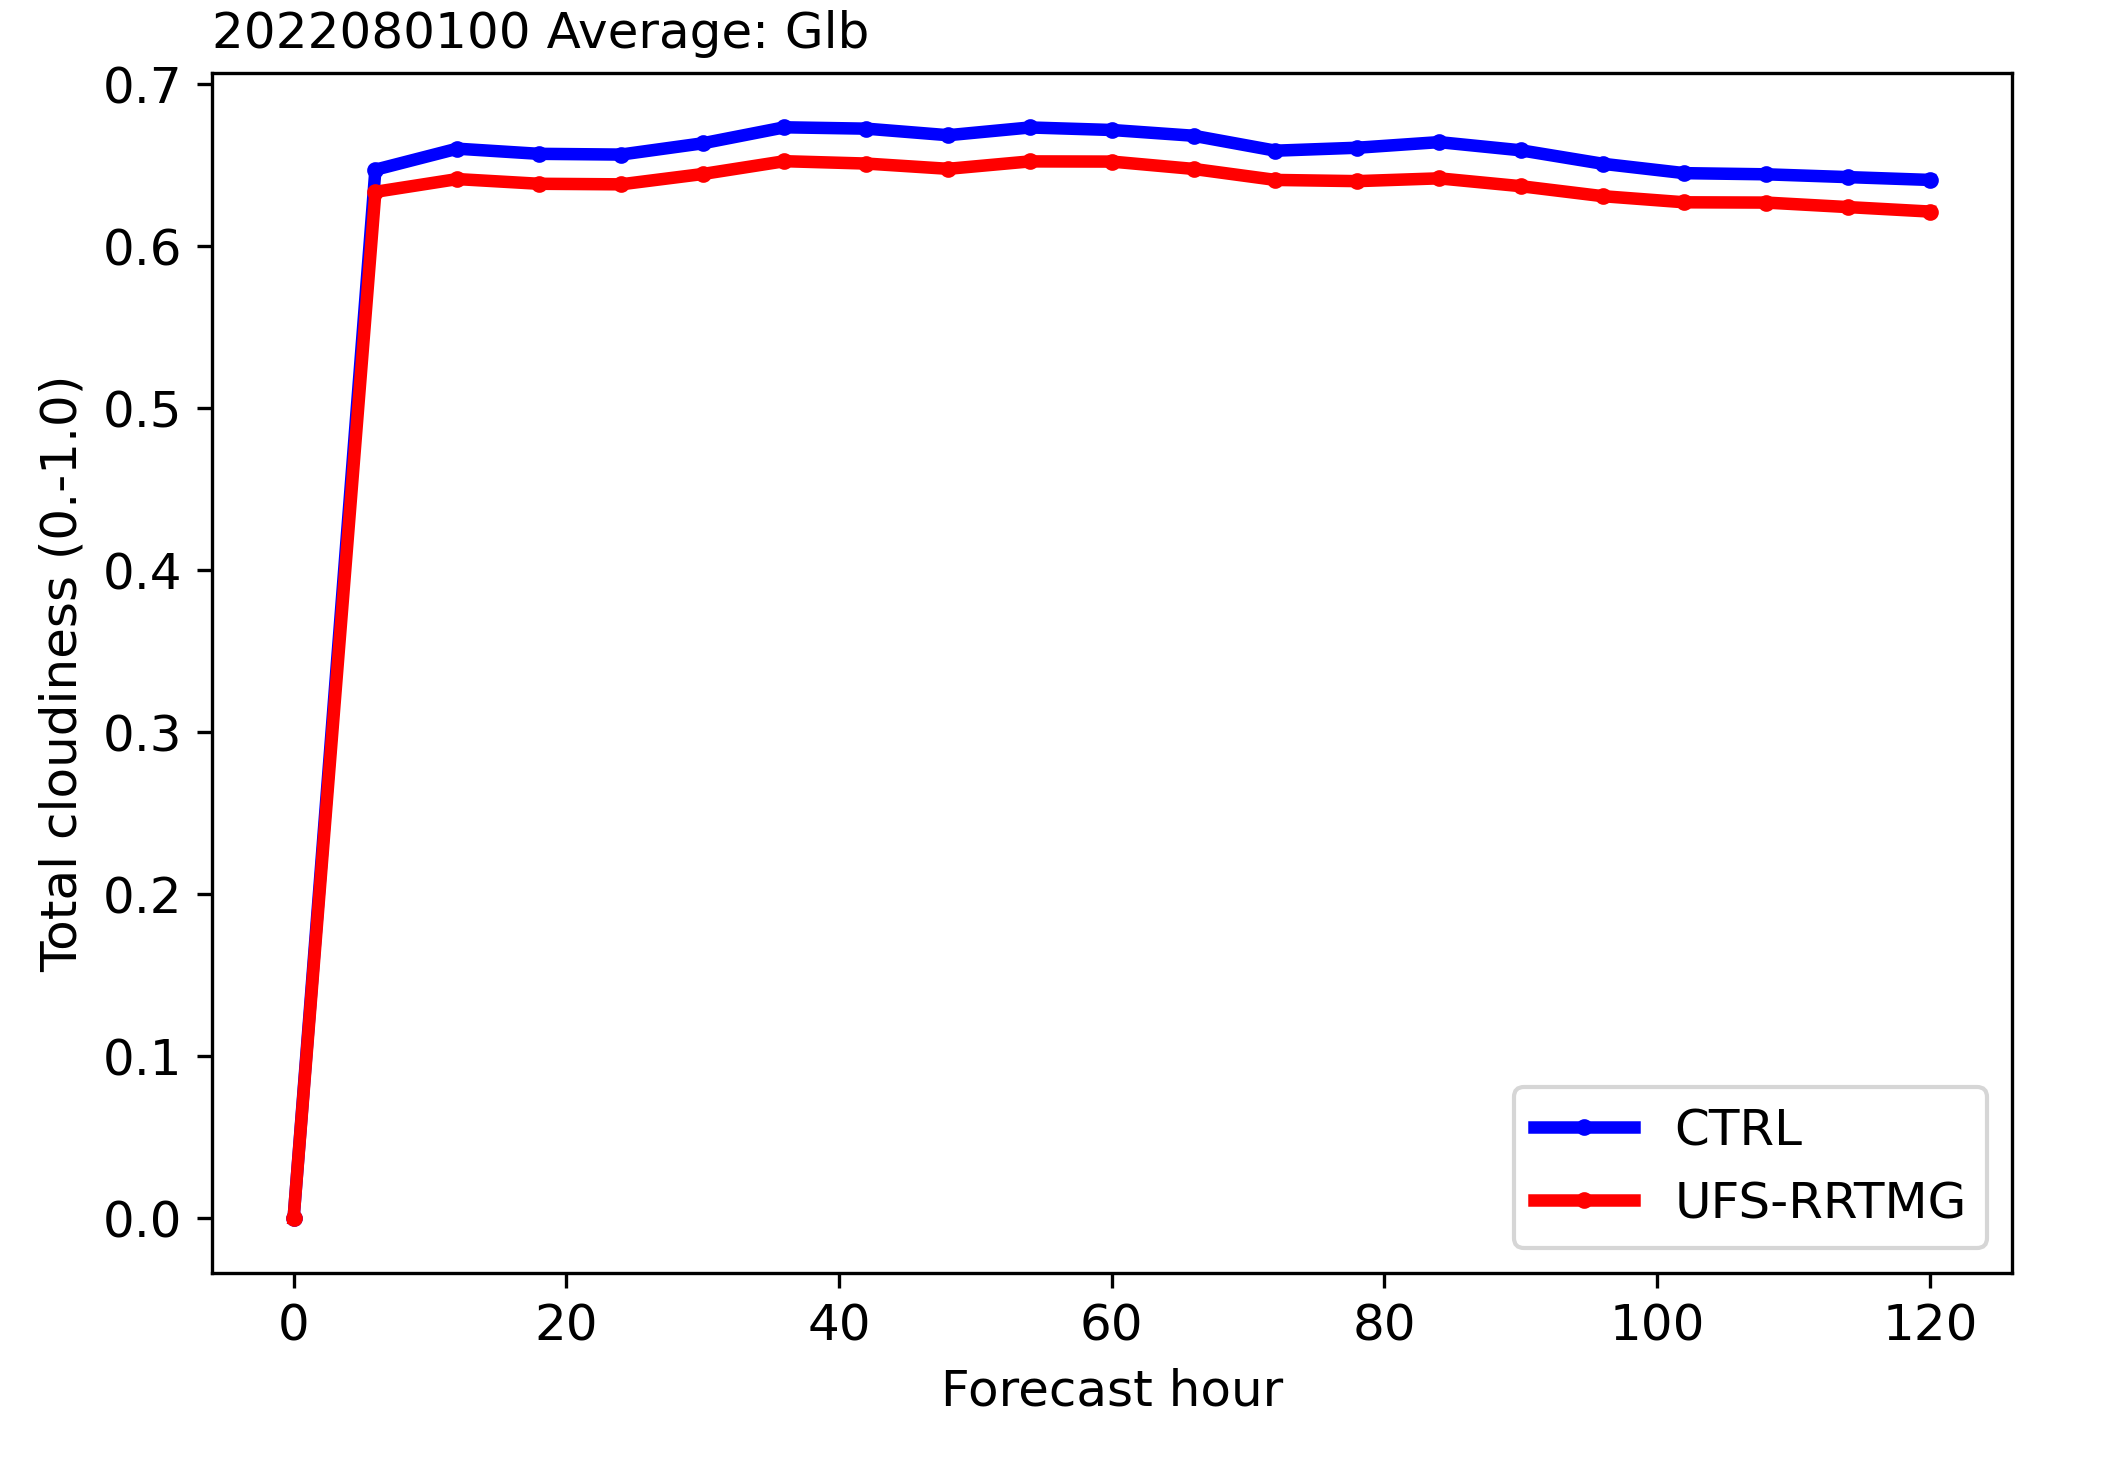 2022080100 Average: Glb
Total cloudiness (0.-1.0)
0.7
0.6
0.5
0.4
0.3
0.2
0.1
0.0
CTRL
UFS-RRTMG
0 20 40 60 80 100 120
Forecast hour